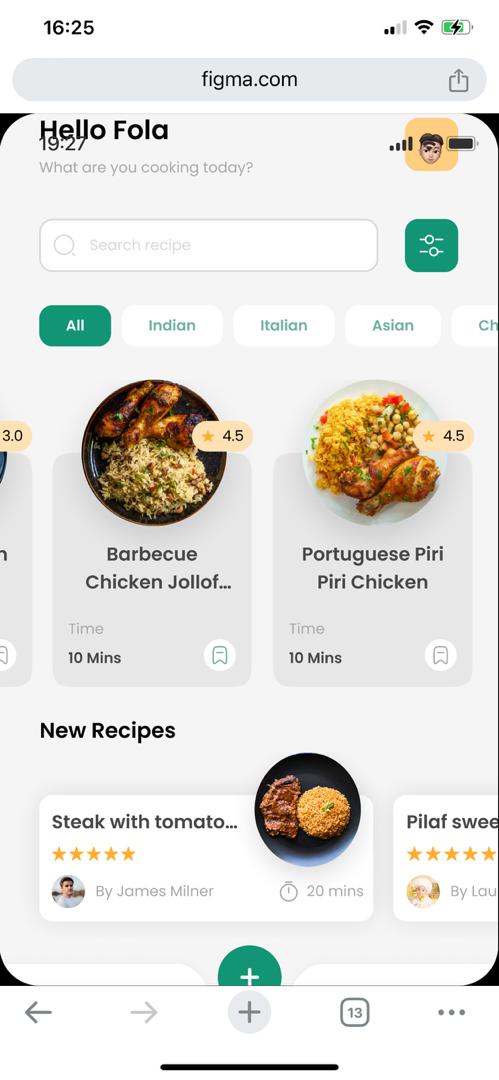 16:25
figma.com
Hello Fola
19:27
What are you cooking today?
Search recipe
All
Indian
Italian
Asian
Ch
3.0
4.5
4.5
n
Barbecue
Chicken Jollof...
Portuguese Piri
Piri Chicken
Time
10 Mins
Time
10 Mins
New Recipes
Steak with tomato...
Pilaf swee
By James Milner
20 mins
By Lau
13